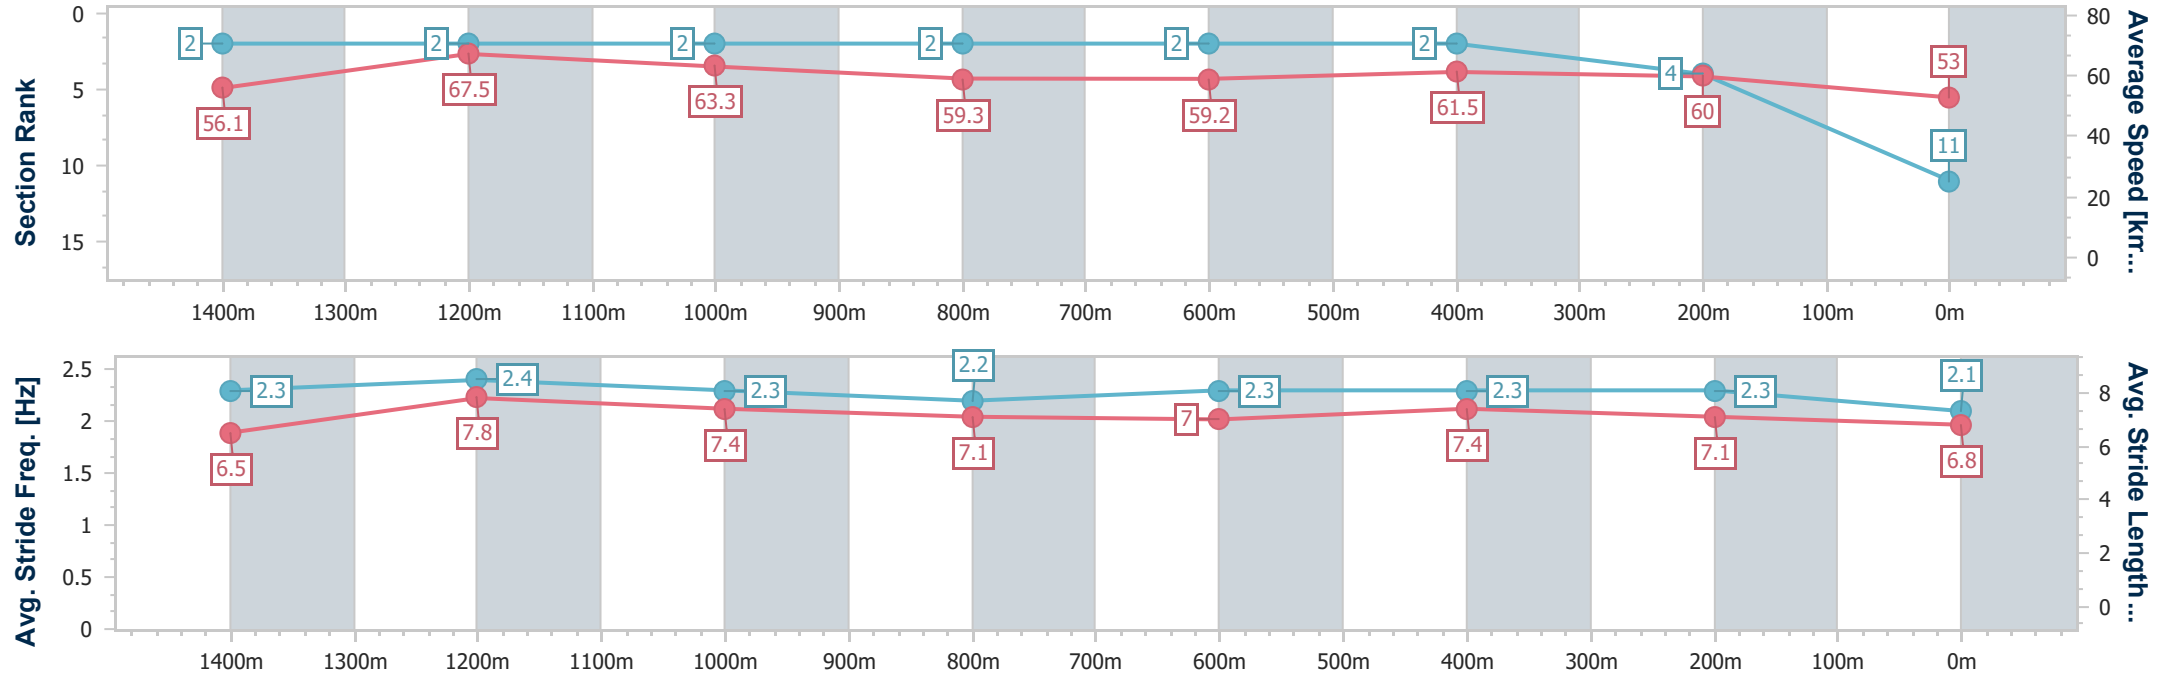 Section Rank
0
5
10
15
2
2
2
2
2
2
4
11
56.1
67.5
63.3
59.3
59.2
61.5
60
53
80
60
40
20
0
Average Speed [km...
1400m
1300m
1200m
1100m
1000m
900m
800m
700m
600m
500m
400m
300m
200m
100m
0m
Avg. Stride Freq. [Hz]
2.5
2
1.5
1
0.5
0
2.3
2.4
2.3
2.2
2.3
2.3
2.3
2.1
6.5
7.8
7.4
7.1
7
7.4
7.1
6.8
8
6
4
2
0
Avg. Stride Length ...
1400m
1300m
1200m
1100m
1000m
900m
800m
700m
600m
500m
400m
300m
200m
100m
0m